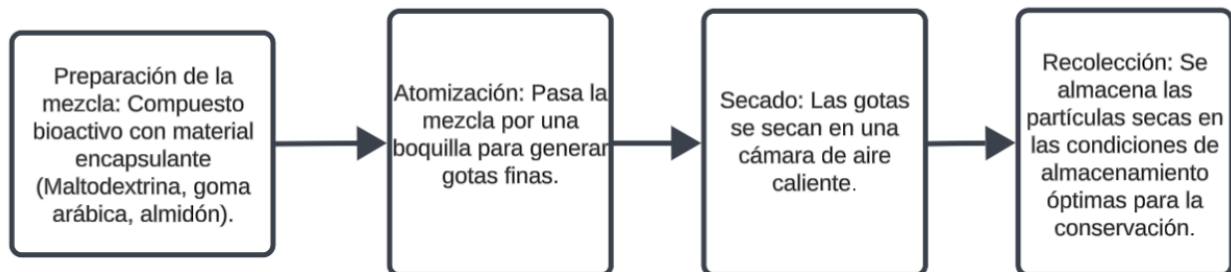 Preparación de la
mezcla: Compuesto
bioactivo con material
encapsulante
(Maltodextrina, goma
arábica, almidón).
Atomización: Pasa la
mezcla por una
boquilla para generar
gotas finas.
Secado: Las gotas
se secan en una
cámara de aire
caliente.
Recolección: Se
almacena las
partículas secas en
las condiciones de
almacenamiento
óptimas para la
conservación.